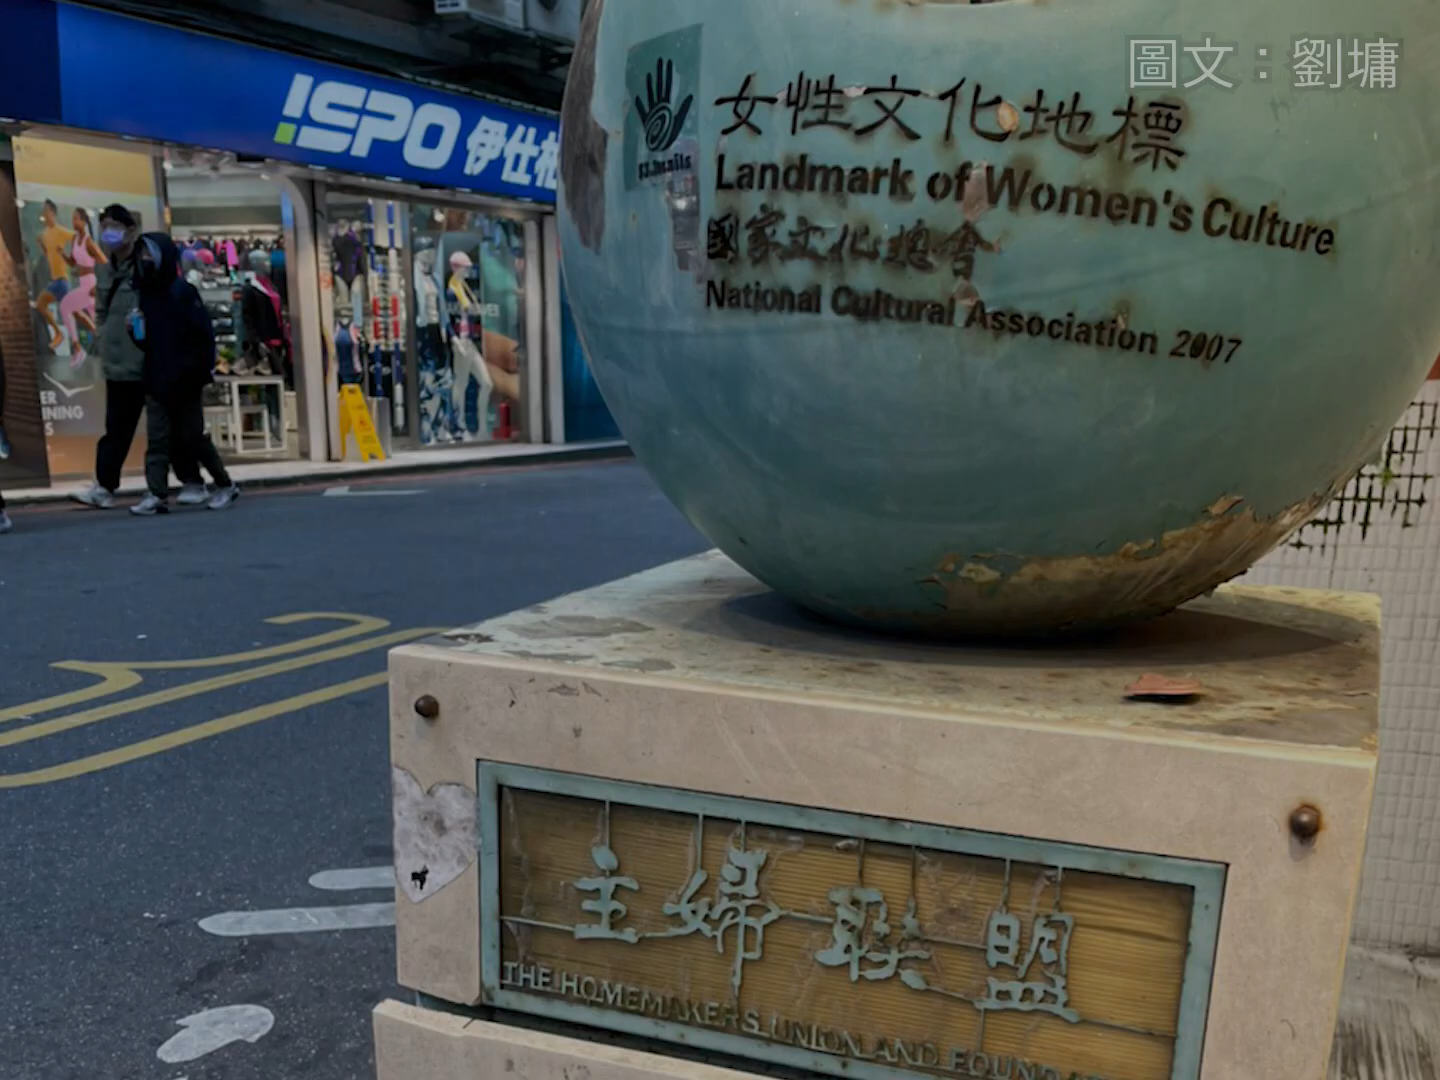 圖文：劉墉
ISPO 伊仕
女性文化地標
Landmark of Women's Culture
國家文化總會
National Cultural Association 2007
主婦聯盟
THE HOMEMAKERS UNION AND